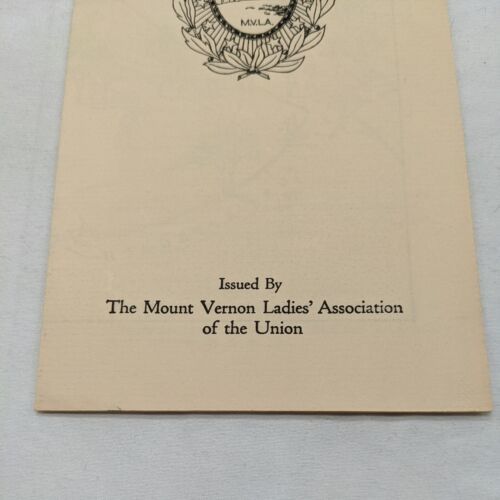 M.V.L.A.
Issued By
The Mount Vernon Ladies' Association
of the Union